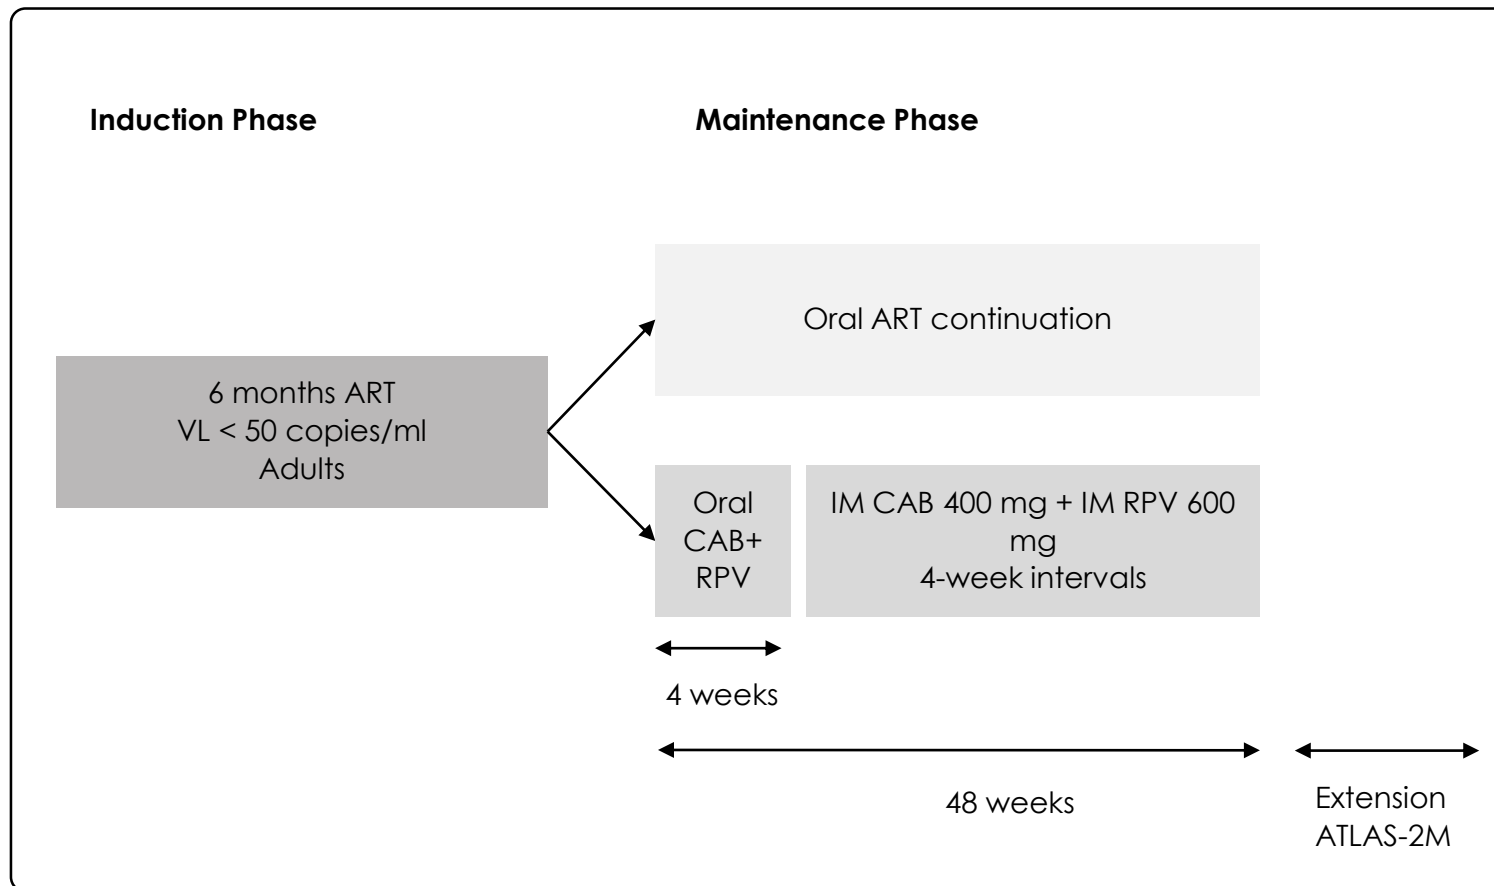 Induction Phase
Maintenance Phase
Oral ART continuation
6 months ART
VL < 50 copies/ml
Adults
Oral
CAB+
RPV
IM CAB 400 mg + IM RPV 600
mg
4-week intervals
4 weeks
48 weeks
Extension
ATLAS-2M